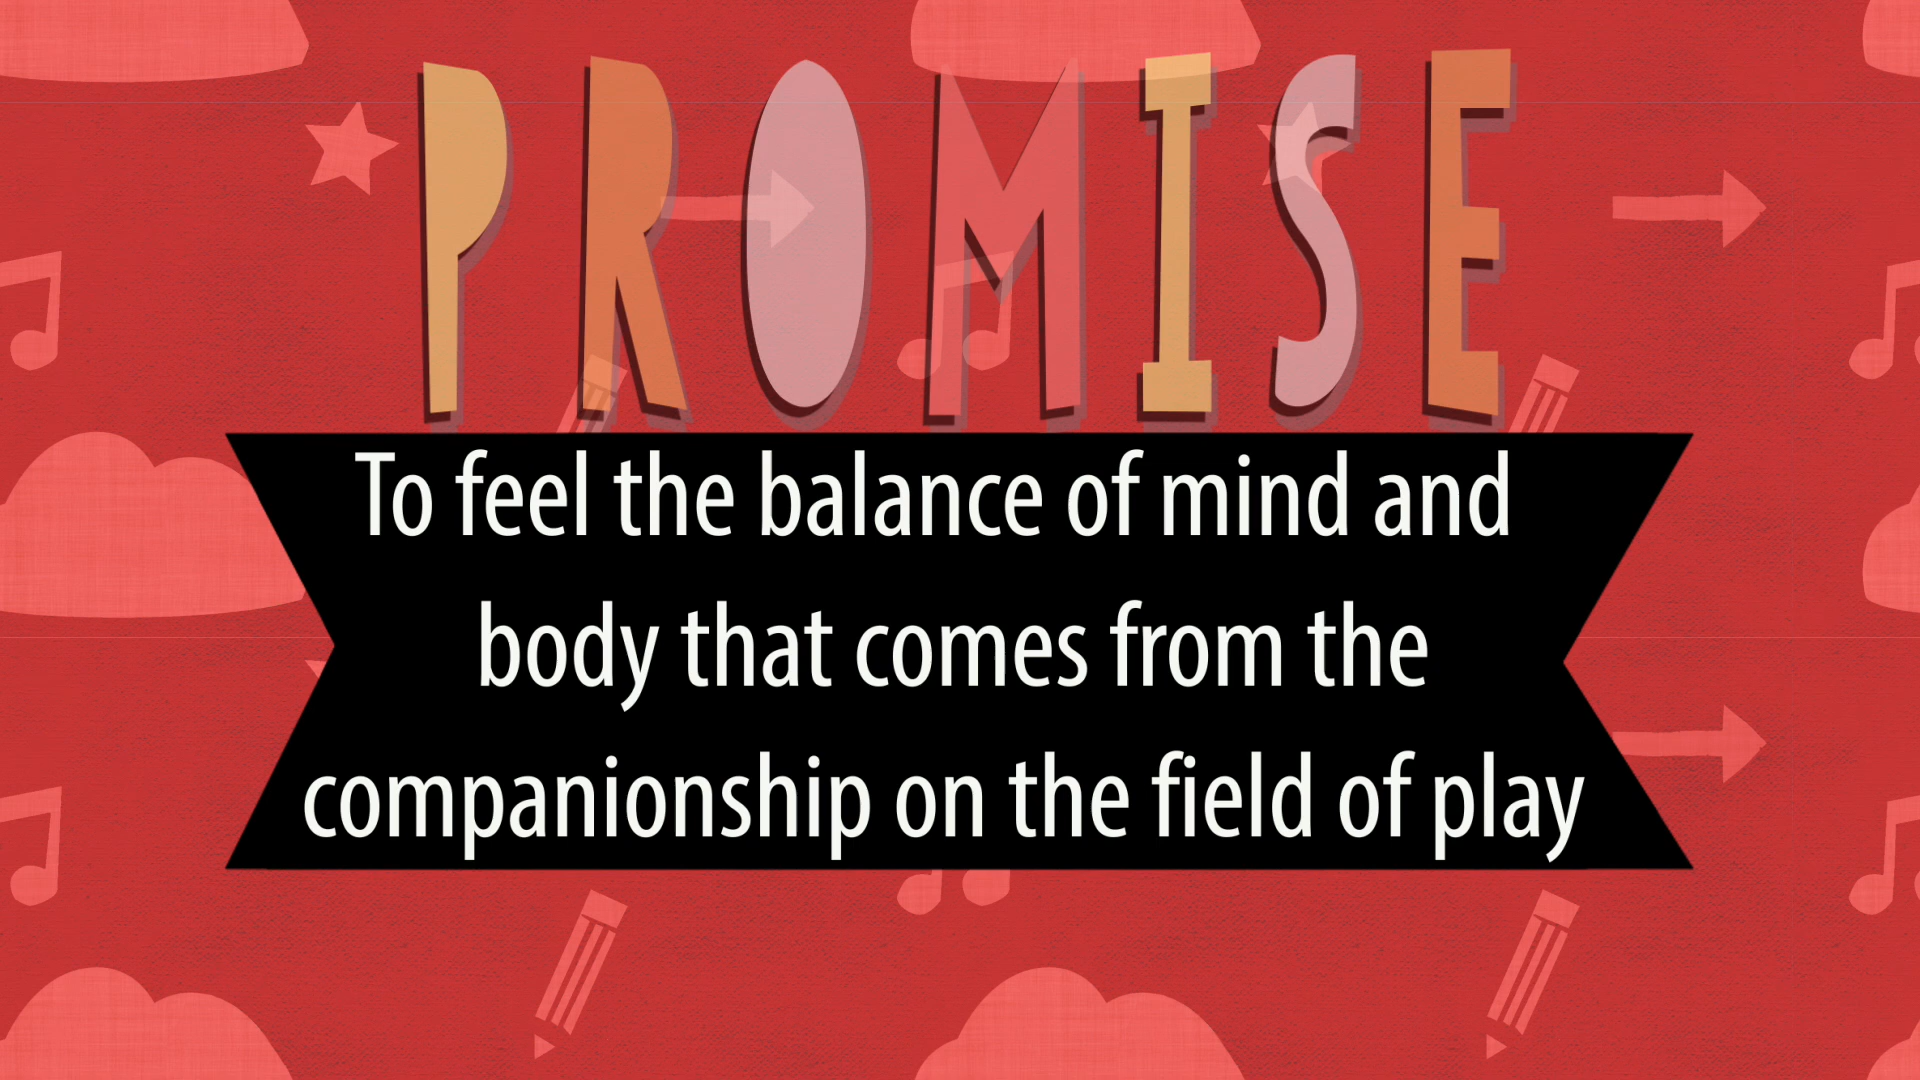 PROMISE
To feel the balance of mind and
body that comes from the
companionship on the field of play